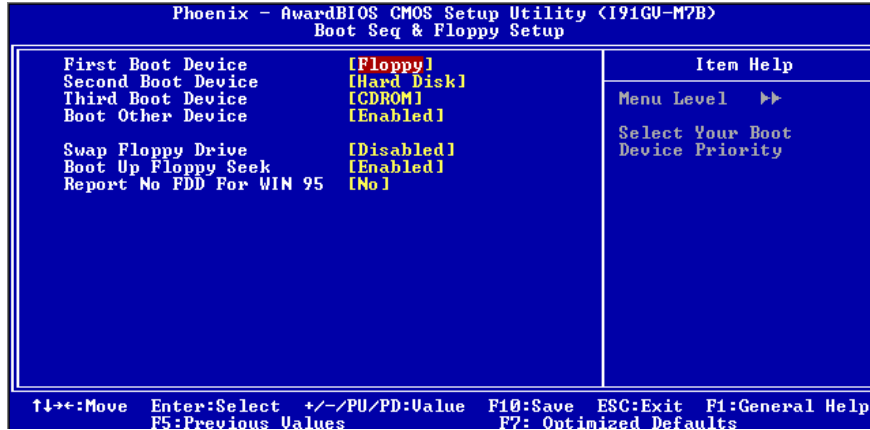 Phoenix - AwardBIOS CMOS Setup Utility (I91GV-M7B)
Boot Seq & Floppy Setup
First Boot Device [Floppy]
Second Boot Device [Hard Disk]
Third Boot Device [CDROM]
Boot Other Device [Enabled]
Swap Floppy Drive [Disabled]
Boot Up Floppy Seek [Enabled]
Report No FDD For WIN 95 [No]
Item Help
Menu Level ▸▸
Select Your Boot
Device Priority
↑↓→←:Move Enter:Select +/-/PU/PD:Value F10:Save ESC:Exit F1:General Help
F5:Previous Values F7: Optimized Defaults